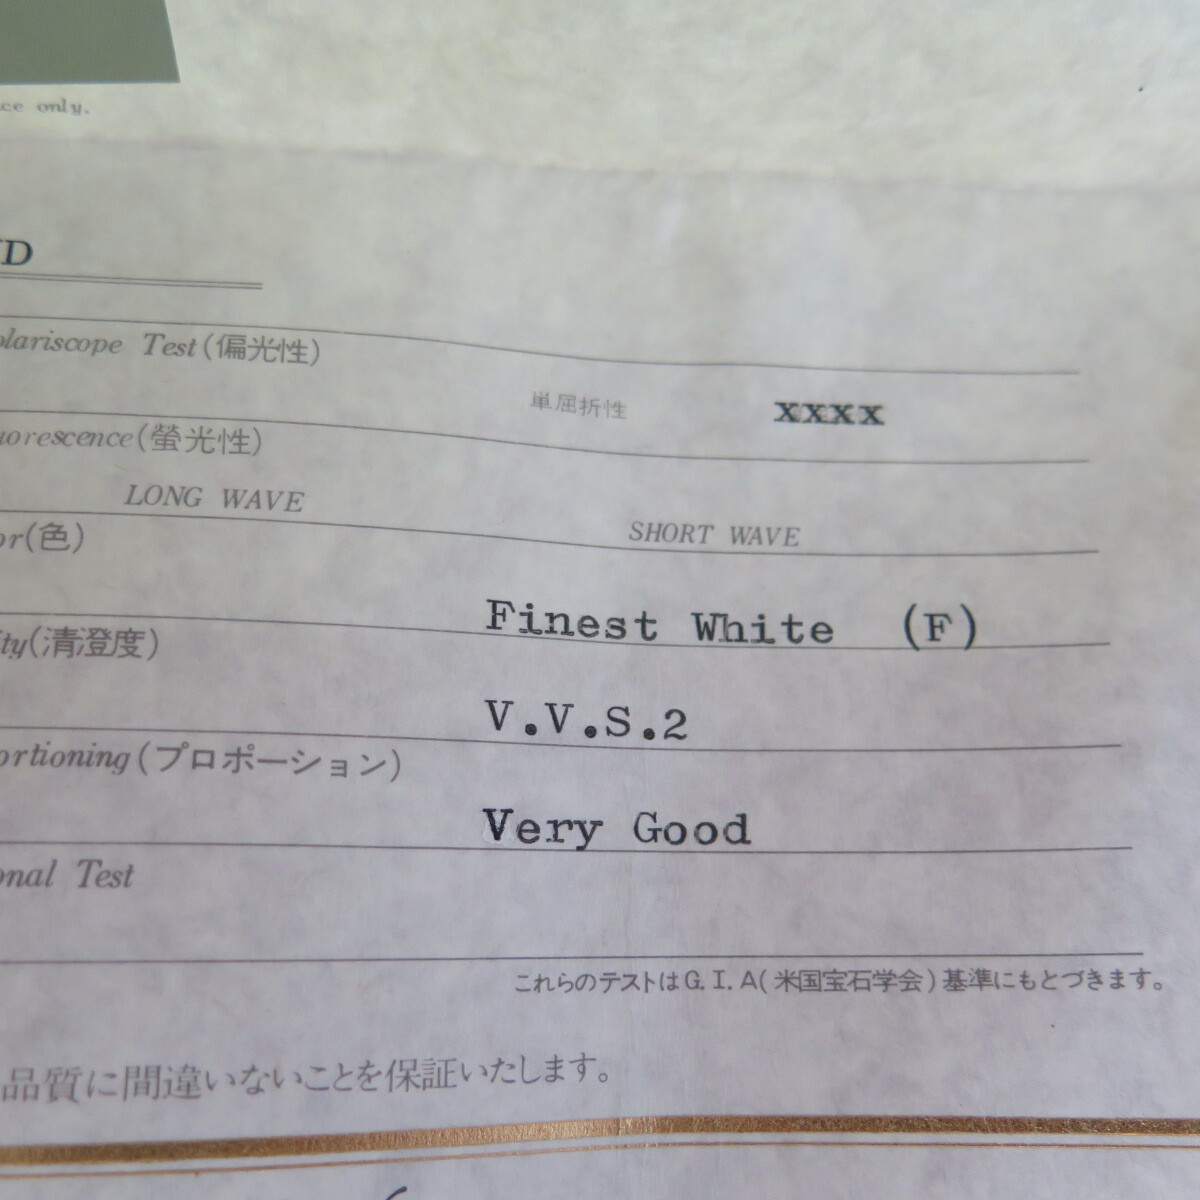 ce only.
ND
olariscope Test(偏光性)
単屈折性 xxxx
uorescence(螢光性)
LONG WAVE SHORT WAVE
or(色)
Finest White (F)
ity(清澄度)
V.V.S.2
ortioning(プロポーション)
Very Good
onal Test
これらのテストはG.I.A(米国宝石学会)基準にもとづきます。
品質に間違いないことを保証いたします。